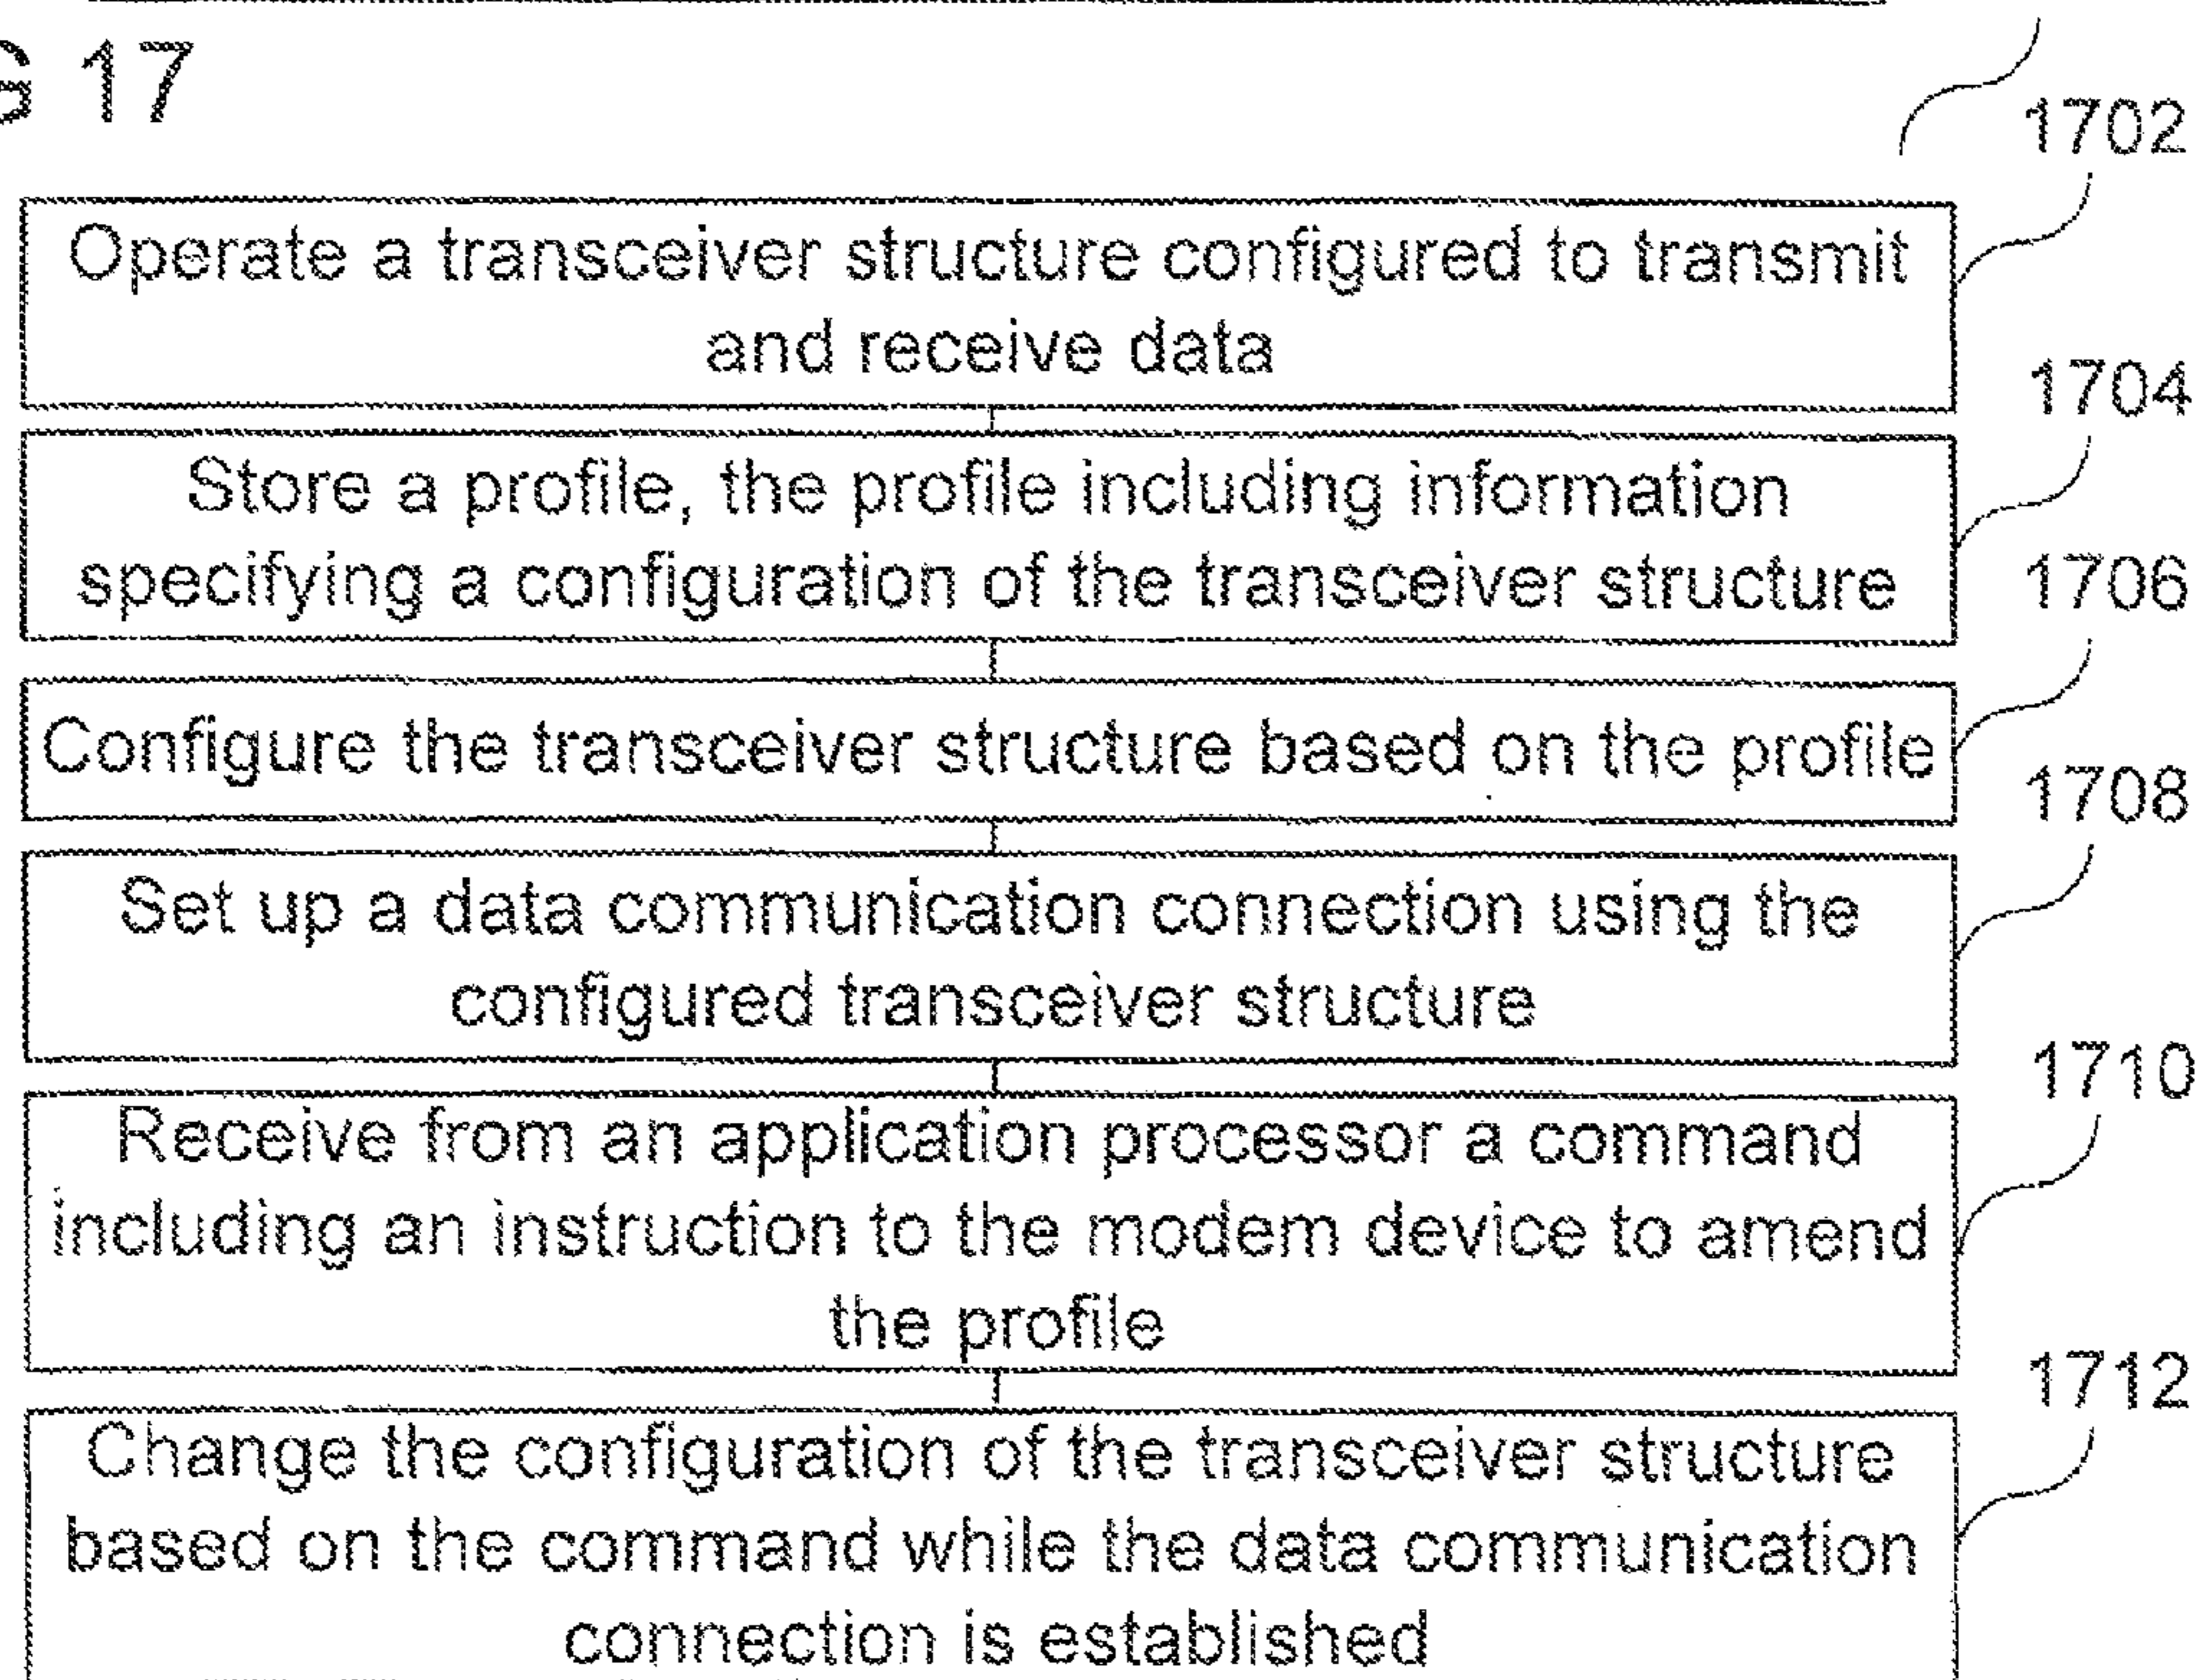 G 17
1702
Operate a transceiver structure configured to transmit
and receive data
1704
Store a profile, the profile including information
specifying a configuration of the transceiver structure
1706
Configure the transceiver structure based on the profile
1708
Set up a data communication connection using the
configured transceiver structure
1710
Receive from an application processor a command
including an instruction to the modem device to amend
the profile
1712
Change the configuration of the transceiver structure
based on the command while the data communication
connection is established